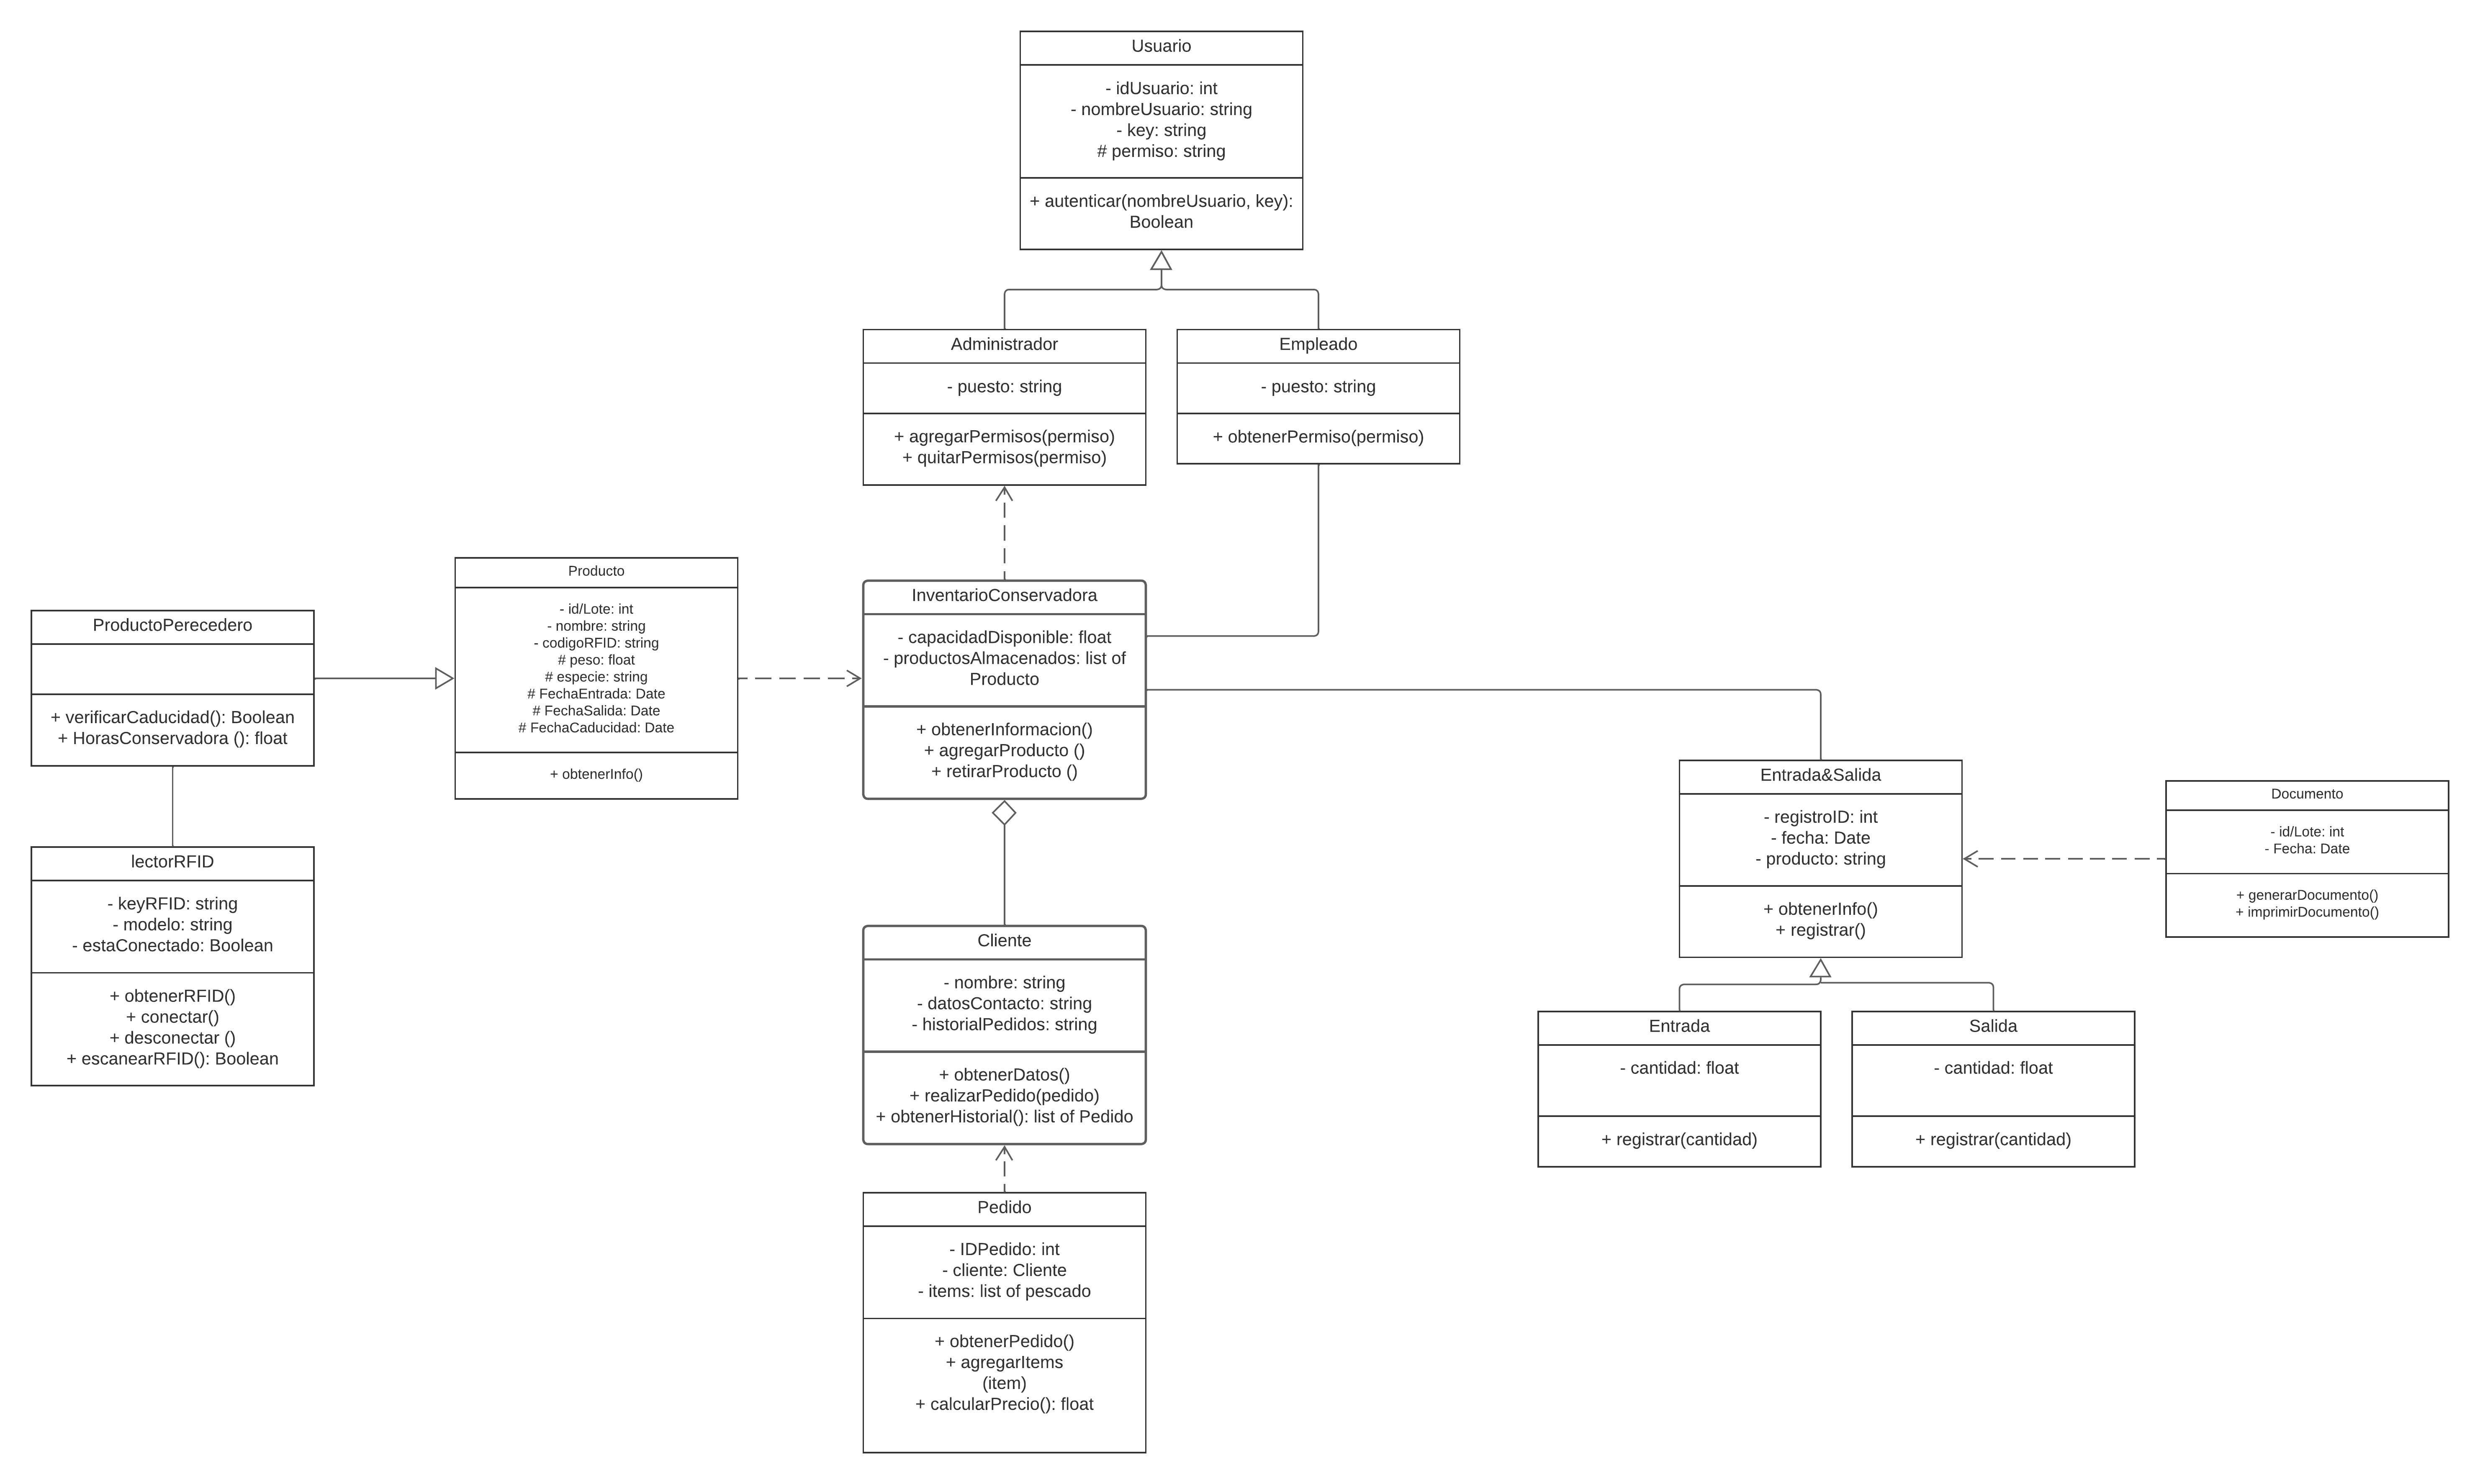 Usuario
- idUsuario: int
- nombreUsuario: string
- key: string
# permiso: string
+ autenticar(nombreUsuario, key):
Boolean
Administrador
- puesto: string
+ agregarPermisos(permiso)
+ quitarPermisos(permiso)
Empleado
- puesto: string
+ obtenerPermiso(permiso)
ProductoPerecedero
+ verificarCaducidad(): Boolean
+ HorasConservadora (): float
Producto
- id/Lote: int
- nombre: string
- codigoRFID: string
# peso: float
# especie: string
# FechaEntrada: Date
# FechaSalida: Date
# FechaCaducidad: Date
+ obtenerInfo()
InventarioConservadora
- capacidadDisponible: float
- productosAlmacenados: list of
Producto
+ obtenerInformacion()
+ agregarProducto ()
+ retirarProducto ()
lectorRFID
- keyRFID: string
- modelo: string
- estaConectado: Boolean
+ obtenerRFID()
+ conectar()
+ desconectar ()
+ escanearRFID(): Boolean
Cliente
- nombre: string
- datosContacto: string
- historialPedidos: string
+ obtenerDatos()
+ realizarPedido(pedido)
+ obtenerHistorial(): list of Pedido
Pedido
- IDPedido: int
- cliente: Cliente
- items: list of pescado
+ obtenerPedido()
+ agregarItems
(item)
+ calcularPrecio(): float
Entrada&Salida
- registroID: int
- fecha: Date
- producto: string
+ obtenerInfo()
+ registrar()
Documento
- id/Lote: int
- Fecha: Date
+ generarDocumento()
+ imprimirDocumento()
Entrada
- cantidad: float
+ registrar(cantidad)
Salida
- cantidad: float
+ registrar(cantidad)